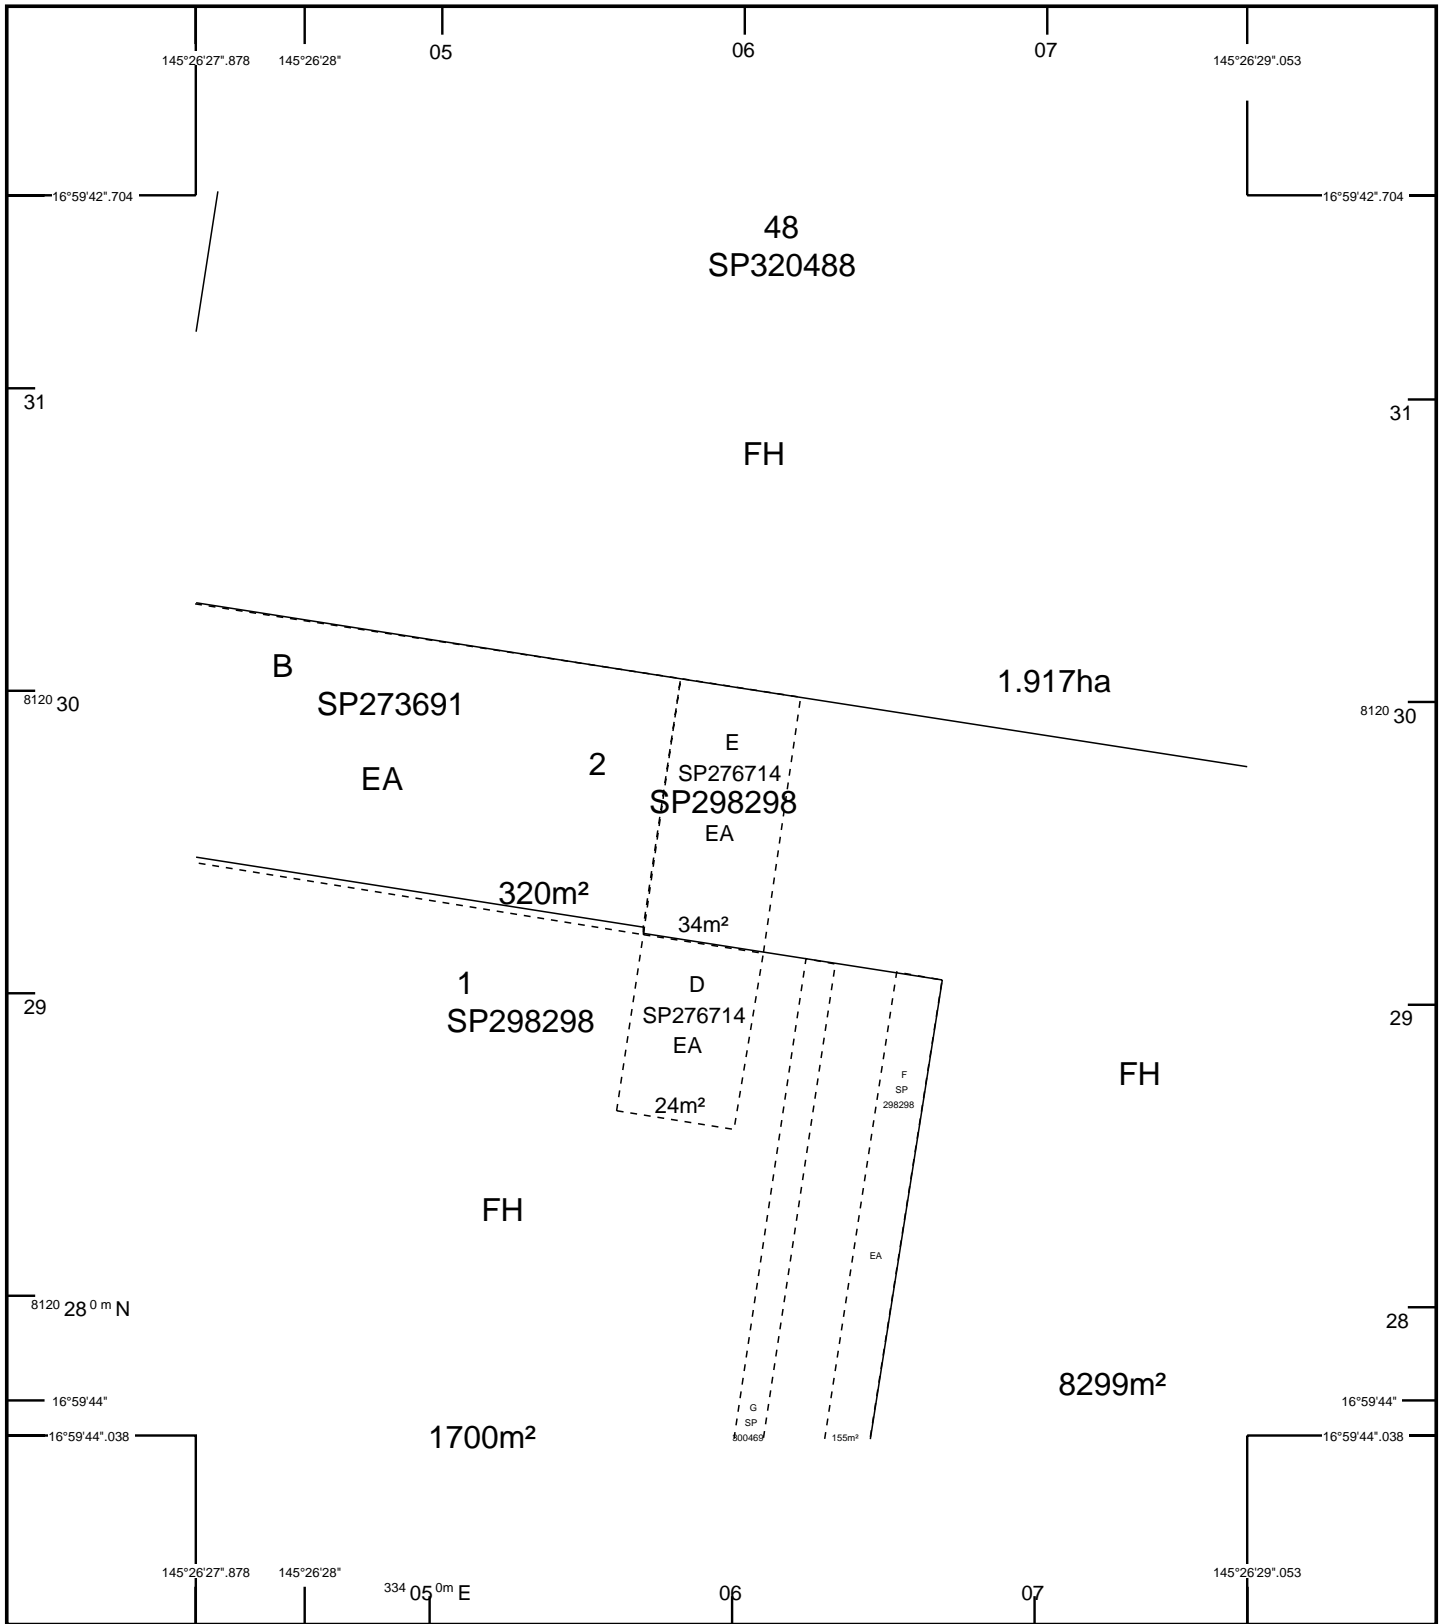 05
06
07
145°26'27".878
145°26'28"
145°26'29".053
16°59'42".704
16°59'42".704
48
SP320488
31
31
FH
B
SP273691
EA
1.917ha
8120 30
8120 30
2
E
SP276714
SP298298
EA
320m²
34m²
1
SP298298
D
SP276714
EA
24m²
29
29
F
SP
298298
FH
FH
EA
8120 28 0 m N
28
8299m²
16°59'44"
16°59'44"
G
SP
300469
155m²
1700m²
16°59'44".038
16°59'44".038
145°26'27".878
145°26'28"
145°26'29".053
334 05 0m E
06
07